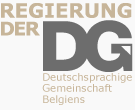 REGIERUNG
DER DG
Deutschsprachige
Gemeinschaft
Belgiens